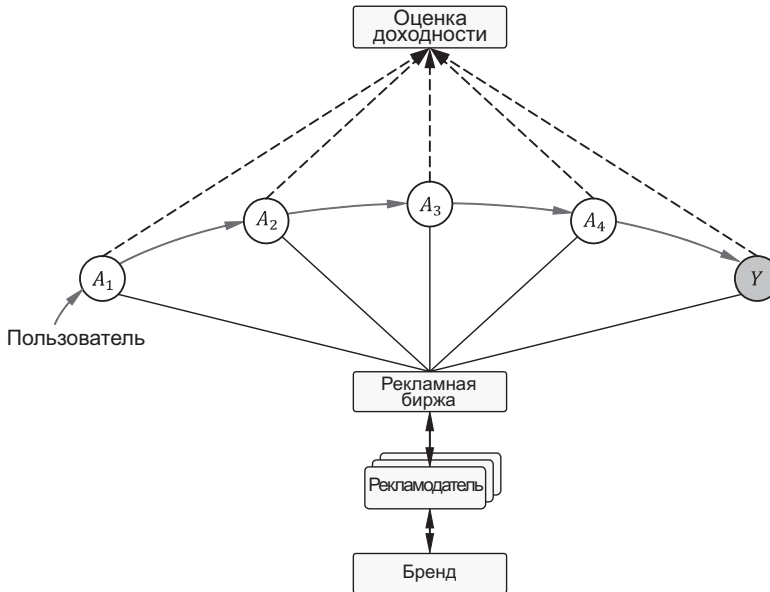 Оценка
доходности
A₃
A₂
A₄
A₁
Y
Пользователь
Рекламная
биржа
Рекламодатель
Бренд